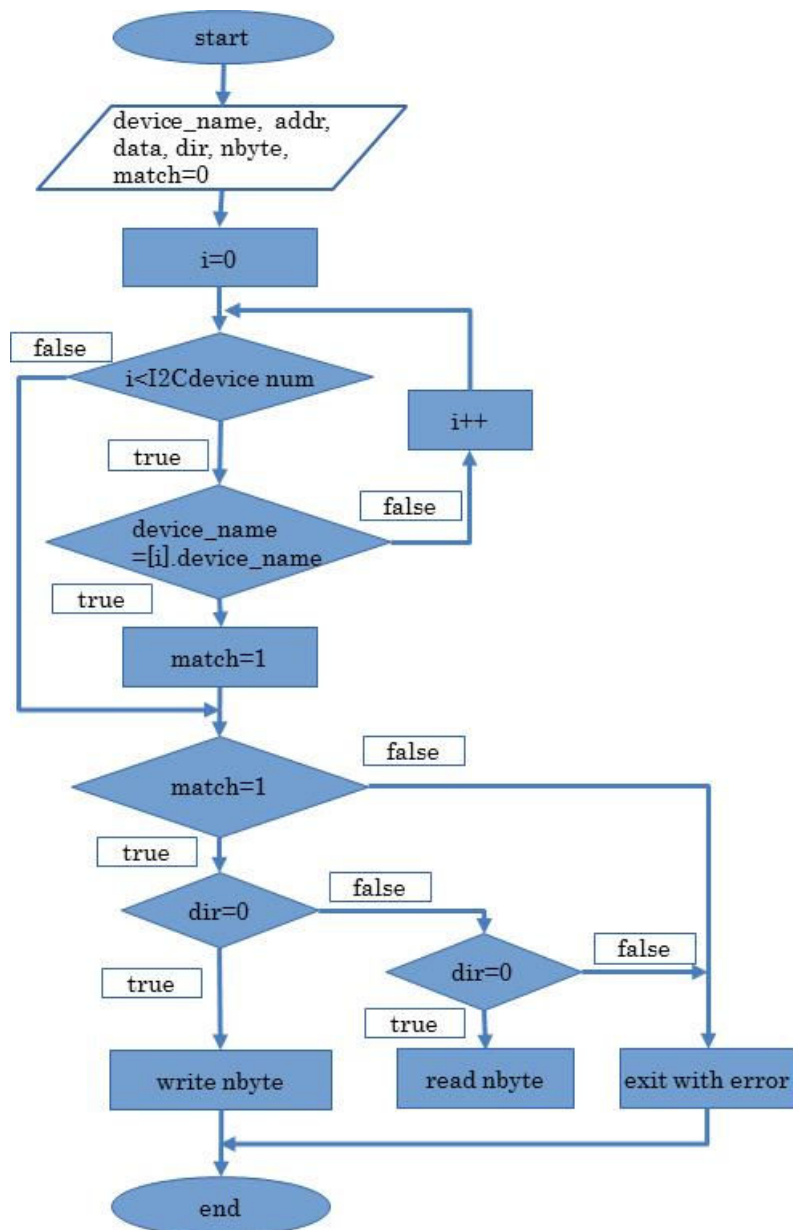 start
device_name, addr,
data, dir, nbyte,
match=0
i=0
false
i<I2Cdevice num
i++
true
false
device_name
=[i].device_name
true
match=1
false
match=1
true
false
dir=0
false
dir=0
true
true
write nbyte
read nbyte
exit with error
end